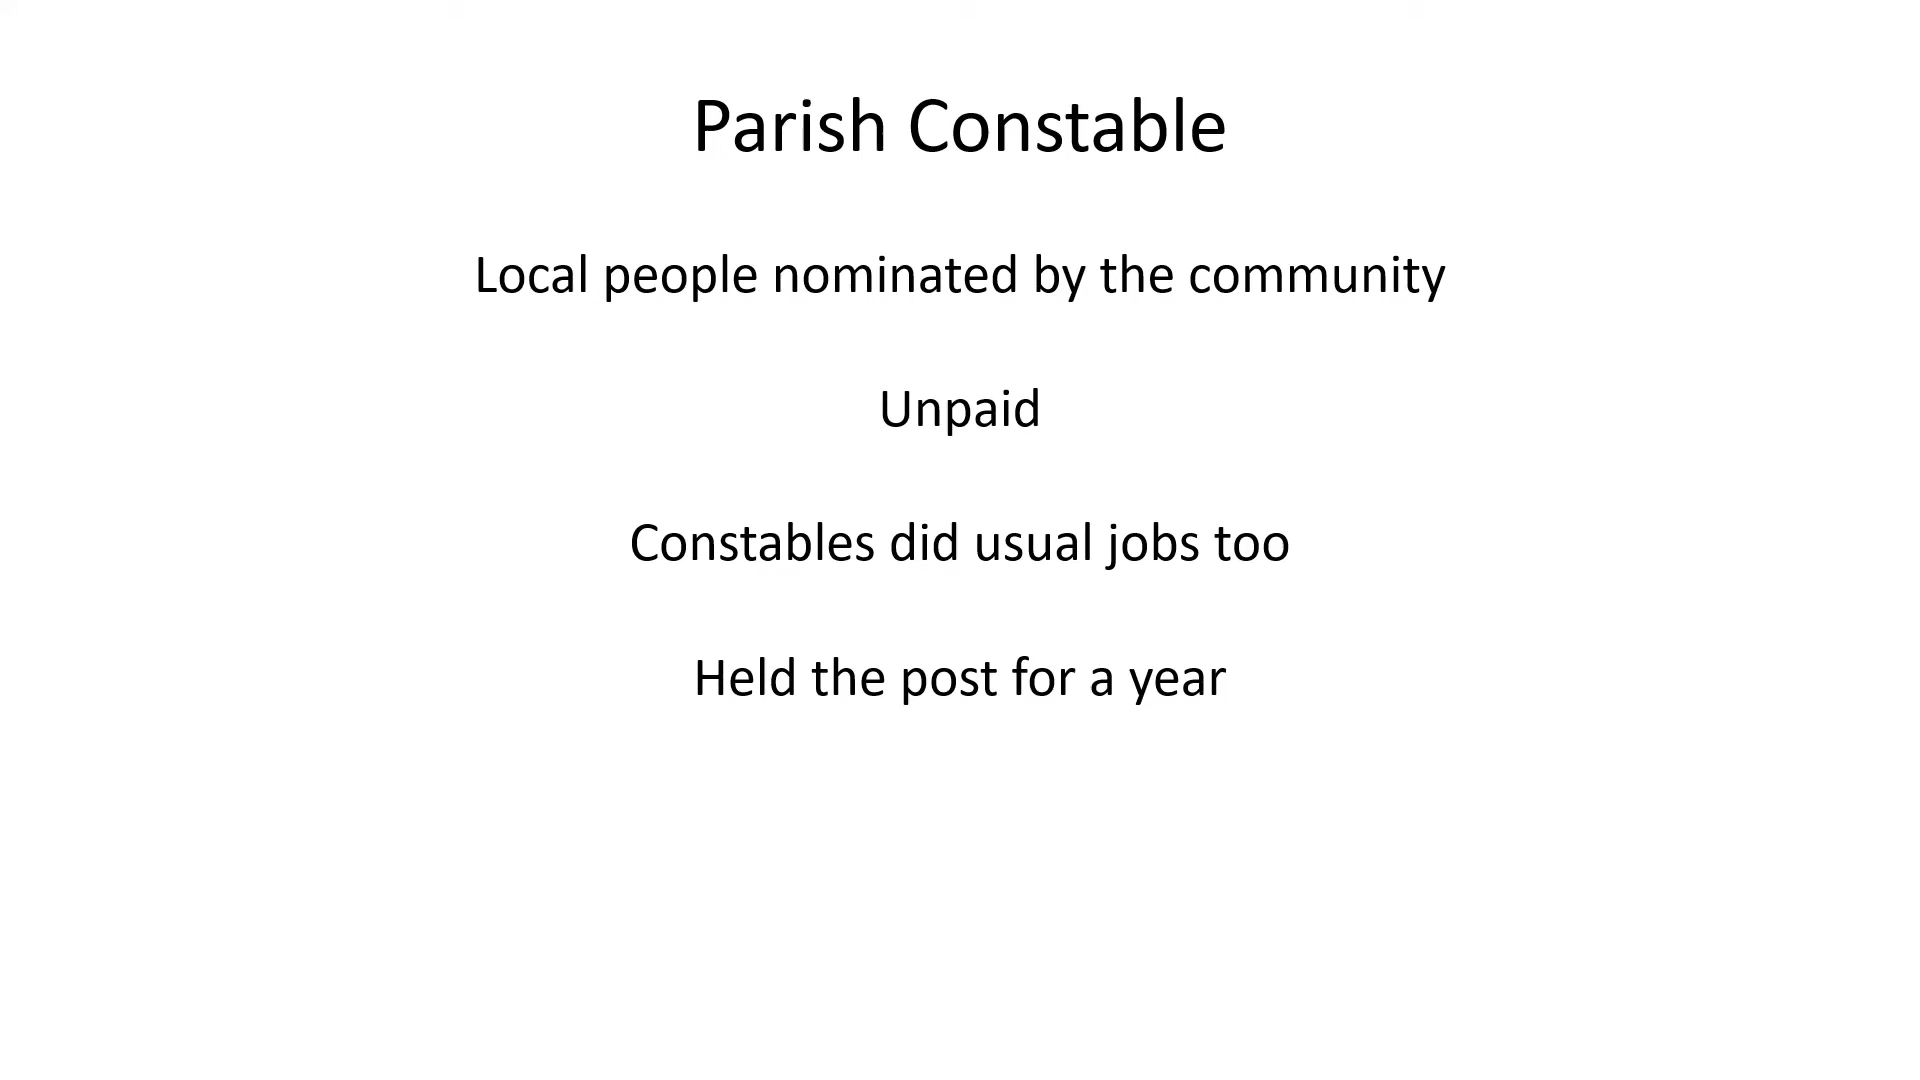 Parish Constable
Local people nominated by the community
Unpaid
Constables did usual jobs too
Held the post for a year